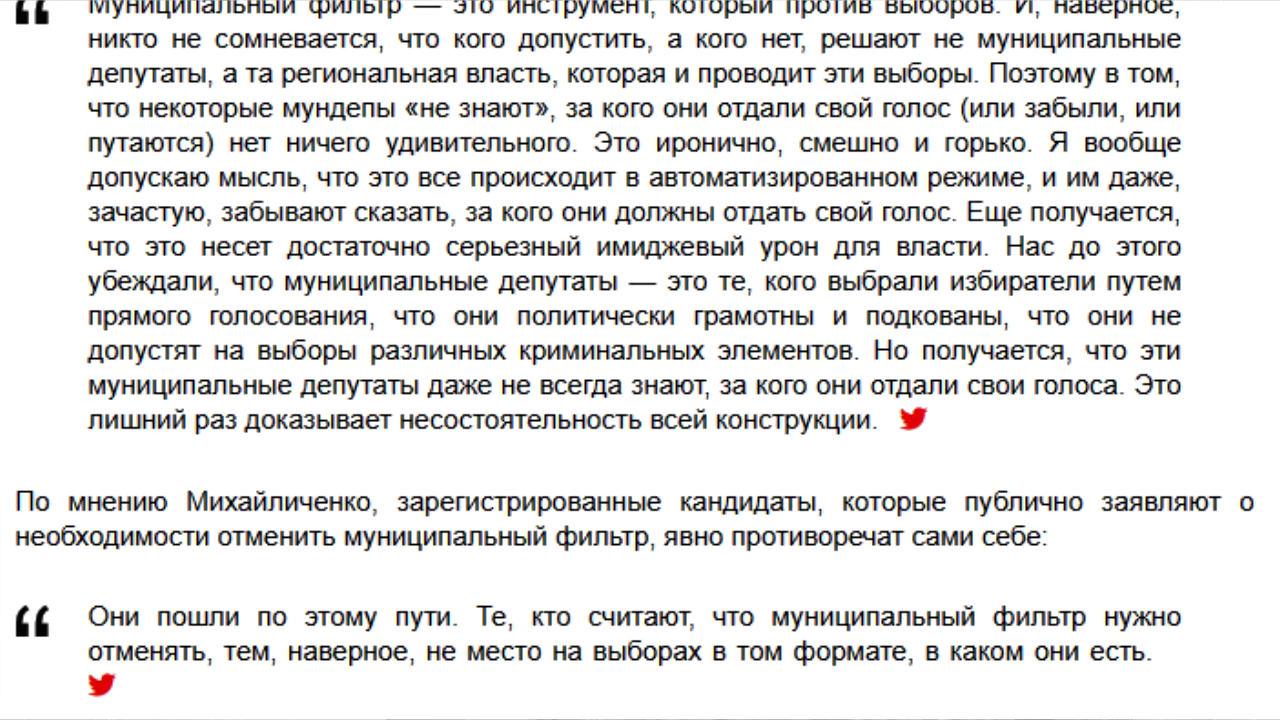 Муниципальный фильтр — это инструмент, который против выборов. И, наверное,
никто не сомневается, что кого допустить, а кого нет, решают не муниципальные
депутаты, а та региональная власть, которая и проводит эти выборы. Поэтому в том,
что некоторые мундепы «не знают», за кого они отдали свой голос (или забыли, или
путаются) нет ничего удивительного. Это иронично, смешно и горько. Я вообще
допускаю мысль, что это все происходит в автоматизированном режиме, и им даже,
зачастую, забывают сказать, за кого они должны отдать свой голос. Еще получается,
что это несет достаточно серьезный имиджевый урон для власти. Нас до этого
убеждали, что муниципальные депутаты — это те, кого выбрали избиратели путем
прямого голосования, что они политически грамотны и подкованы, что они не
допустят на выборы различных криминальных элементов. Но получается, что эти
муниципальные депутаты даже не всегда знают, за кого они отдали свои голоса. Это
лишний раз доказывает несостоятельность всей конструкции.
По мнению Михайличенко, зарегистрированные кандидаты, которые публично заявляют о
необходимости отменить муниципальный фильтр, явно противоречат сами себе:
Они пошли по этому пути. Те, кто считают, что муниципальный фильтр нужно
отменять, тем, наверное, не место на выборах в том формате, в каком они есть.